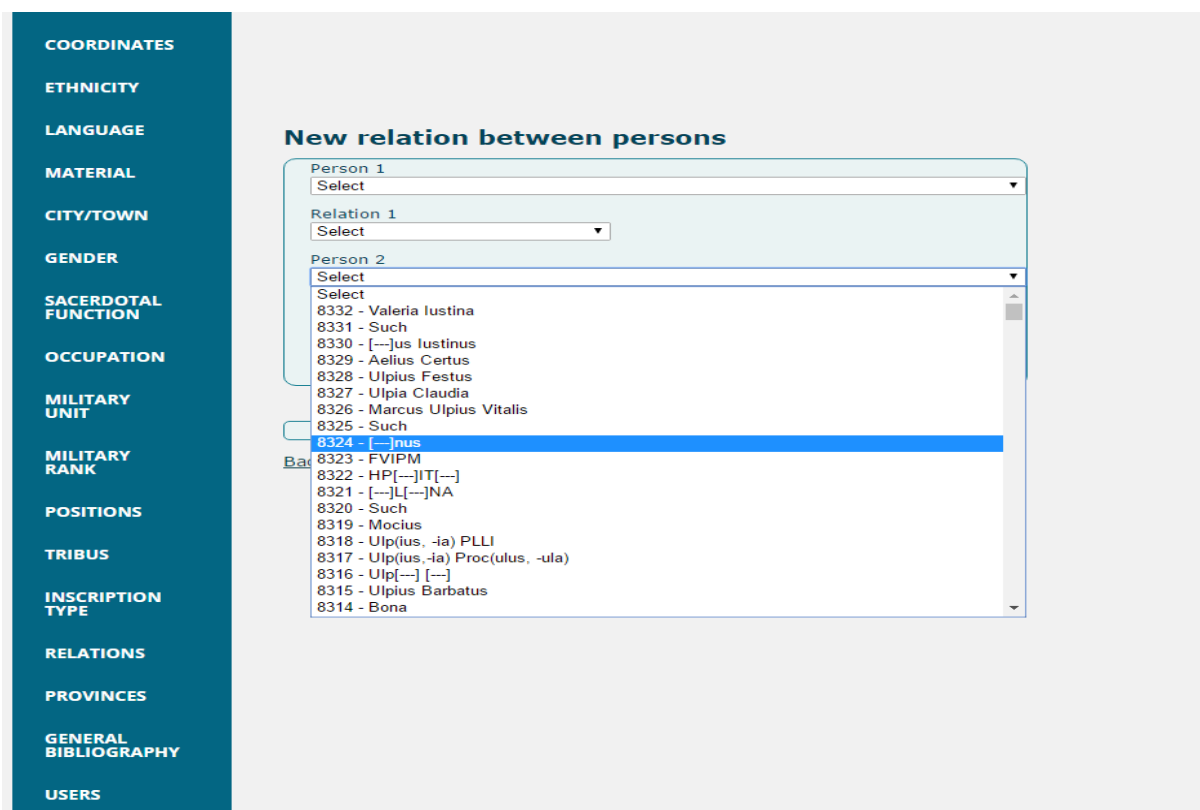 COORDINATES
ETHNICITY
LANGUAGE
MATERIAL
CITY/TOWN
GENDER
SACERDOTAL
FUNCTION
OCCUPATION
MILITARY
UNIT
MILITARY
RANK
POSITIONS
TRIBUS
INSCRIPTION
TYPE
RELATIONS
PROVINCES
GENERAL
BIBLIOGRAPHY
USERS
New relation between persons
Person 1
Select
Relation 1
Select
Person 2
Select
Select
8332 - Valeria Iustina
8331 - Such
8330 - [---]us Iustinus
8329 - Aelius Certus
8328 - Ulpius Festus
8327 - Ulpia Claudia
8326 - Marcus Ulpius Vitalis
8325 - Such
8324 - [---]nus
8323 - FVIPM
8322 - HP[---]IT[---]
8321 - [---]L[---]NA
8320 - Such
8319 - Mocius
8318 - Ulp(ius, -ia) PLLI
8317 - Ulp(ius,-ia) Proc(ulus, -ula)
8316 - Ulp[---] [---]
8315 - Ulpius Barbatus
8314 - Bona